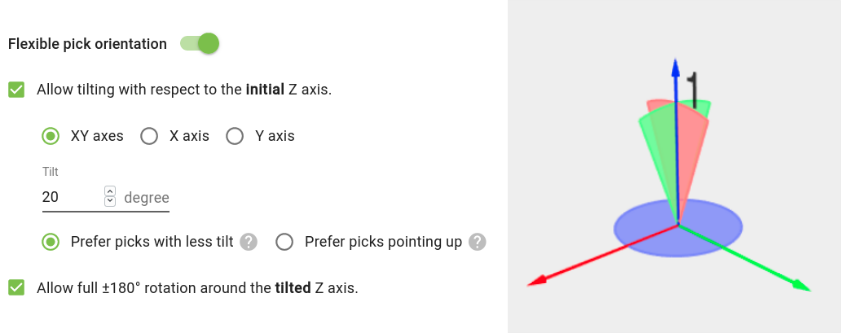 Flexible pick orientation
Allow tilting with respect to the initial Z axis.
XY axes X axis Y axis
Tilt
20 degree
Prefer picks with less tilt ? Prefer picks pointing up ?
Allow full ±180° rotation around the tilted Z axis.
1